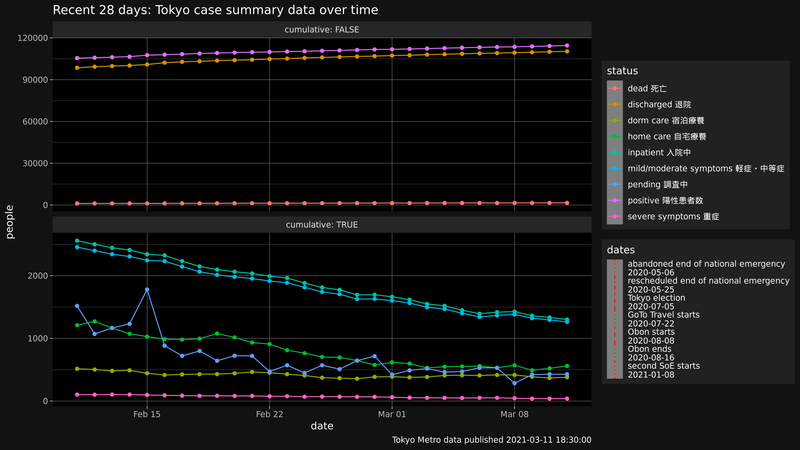 Recent 28 days: Tokyo case summary data over time
cumulative: FALSE
120000
90000
60000
30000
0
cumulative: TRUE
2000
1000
0
people
Feb 15
Feb 22
Mar 01
Mar 08
date
Tokyo Metro data published 2021-03-11 18:30:00
status
dead 死亡
discharged 退院
dorm care 宿泊療養
home care 自宅療養
inpatient 入院中
mild/moderate symptoms 軽症・中等症
pending 調査中
positive 陽性患者数
severe symptoms 重症
dates
abandoned end of national emergency
2020-05-06
rescheduled end of national emergency
2020-05-25
Tokyo election
2020-07-05
GoTo Travel starts
2020-07-22
Obon starts
2020-08-08
Obon ends
2020-08-16
second SoE starts
2021-01-08